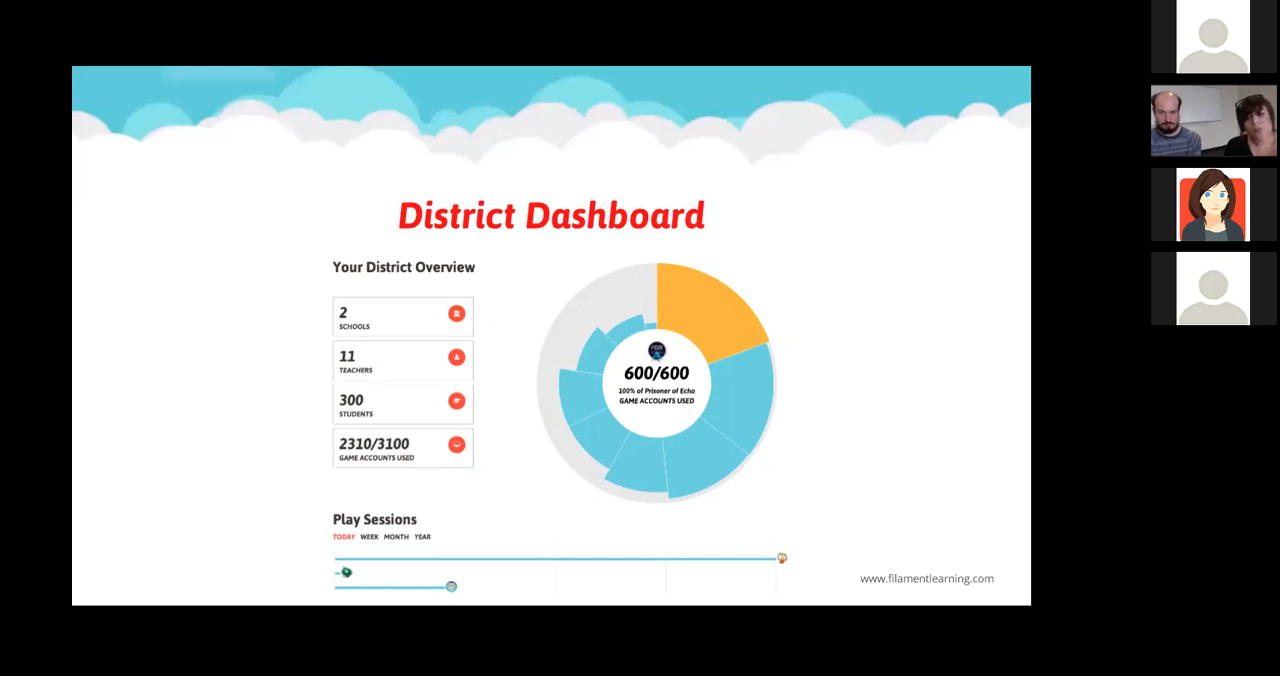 District Dashboard
Your District Overview
2
SCHOOLS
11
TEACHERS
300
STUDENTS
2310/3100
GAME ACCOUNTS USED
600/600
100% of Prisoner of Echo
GAME ACCOUNTS USED
Play Sessions
TODAY WEEK MONTH YEAR
www.filamentlearning.com